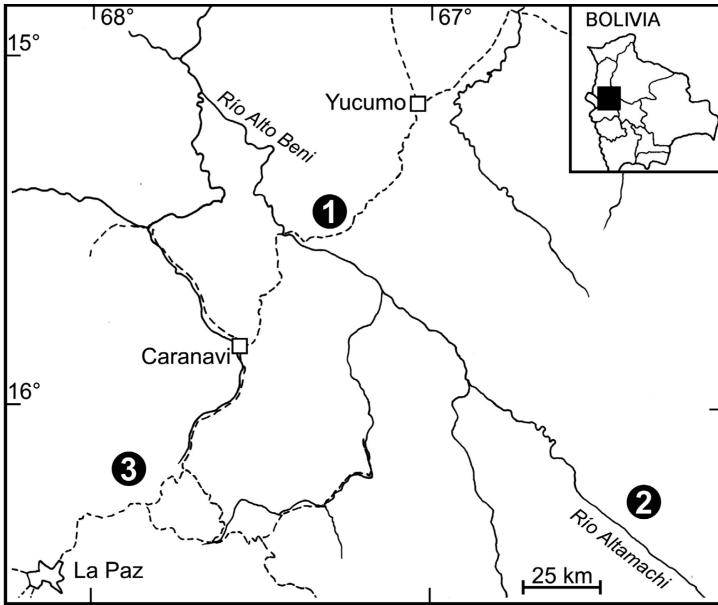 68°
67°
BOLIVIA
15°
Yucumo
Río Alto Beni
1
Caranavi
16°
3
2
Río Altamachi
La Paz
25 km